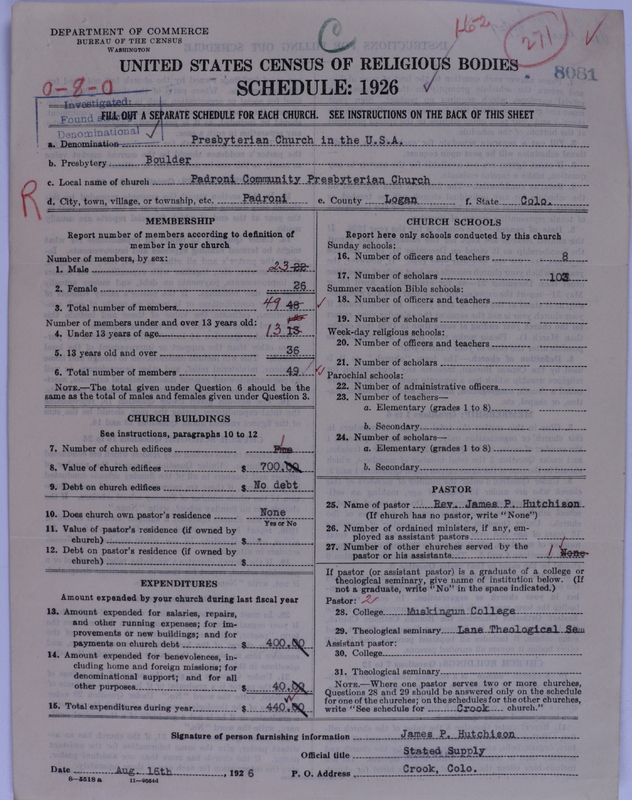 DEPARTMENT OF COMMERCE
BUREAU OF THE CENSUS
WASHINGTON
C
162
271
8081
UNITED STATES CENSUS OF RELIGIOUS BODIES
SCHEDULE: 1926
0-8-0
Investigated:
Found
Denominational
FILL OUT A SEPARATE SCHEDULE FOR EACH CHURCH. SEE INSTRUCTIONS ON THE BACK OF THIS SHEET
a. Denomination Presbyterian Church in the U.S.A.
b. Presbytery Boulder
c. Local name of church Padroni Community Presbyterian Church
R
d. City, town, village, or township, etc. Padroni e. County Logan f. State Colo.
MEMBERSHIP
Report number of members according to definition of
member in your church
Number of members, by sex:
1. Male 23 22
2. Female 26
3. Total number of members 49 48
Number of members under and over 13 years old:
4. Under 13 years of age 13 13
5. 13 years old and over 36
6. Total number of members 49
NOTE.—The total given under Question 6 should be the
same as the total of males and females given under Question 3.
CHURCH BUILDINGS
See instructions, paragraphs 10 to 12
7. Number of church edifices 1
8. Value of church edifices $ 700.00
9. Debt on church edifices $ No debt
10. Does church own pastor's residence None
Yes or No
11. Value of pastor's residence (if owned by
church) $
12. Debt on pastor's residence (if owned by
church) $
EXPENDITURES
Amount expended by your church during last fiscal year
13. Amount expended for salaries, repairs,
and other running expenses; for im-
provements or new buildings; and for
payments on church debt $ 400.00
14. Amount expended for benevolences, in-
cluding home and foreign missions; for
denominational support; and for all
other purposes $ 40.00
15. Total expenditures during year $ 440.00
CHURCH SCHOOLS
Report here only schools conducted by this church
Sunday schools:
16. Number of officers and teachers 8
17. Number of scholars 103
Summer vacation Bible schools:
18. Number of officers and teachers
19. Number of scholars
Week-day religious schools:
20. Number of officers and teachers
21. Number of scholars
Parochial schools:
22. Number of administrative officers
23. Number of teachers—
a. Elementary (grades 1 to 8)
b. Secondary
24. Number of scholars—
a. Elementary (grades 1 to 8)
b. Secondary
PASTOR
25. Name of pastor Rev. James P. Hutchison
(If church has no pastor, write "None")
26. Number of ordained ministers, if any, em-
ployed as assistant pastors
27. Number of other churches served by the
pastor or his assistants 1 None
If pastor (or assistant pastor) is a graduate of a college or
theological seminary, give name of institution below. (If
not a graduate, write "No" in the space indicated.)
Pastor: 2
28. College Muskingum College
29. Theological seminary Lane Theological Sem
Assistant pastor:
30. College
31. Theological seminary
NOTE.—Where one pastor serves two or more churches,
Questions 28 and 29 should be answered only on the schedule
for one of the churches; on the schedules for the other churches,
write "See schedule for Crook church."
Signature of person furnishing information James P. Hutchison
Official title Stated Supply
Date Aug. 16th, 1926 P. O. Address Crook, Colo.
8-5518a